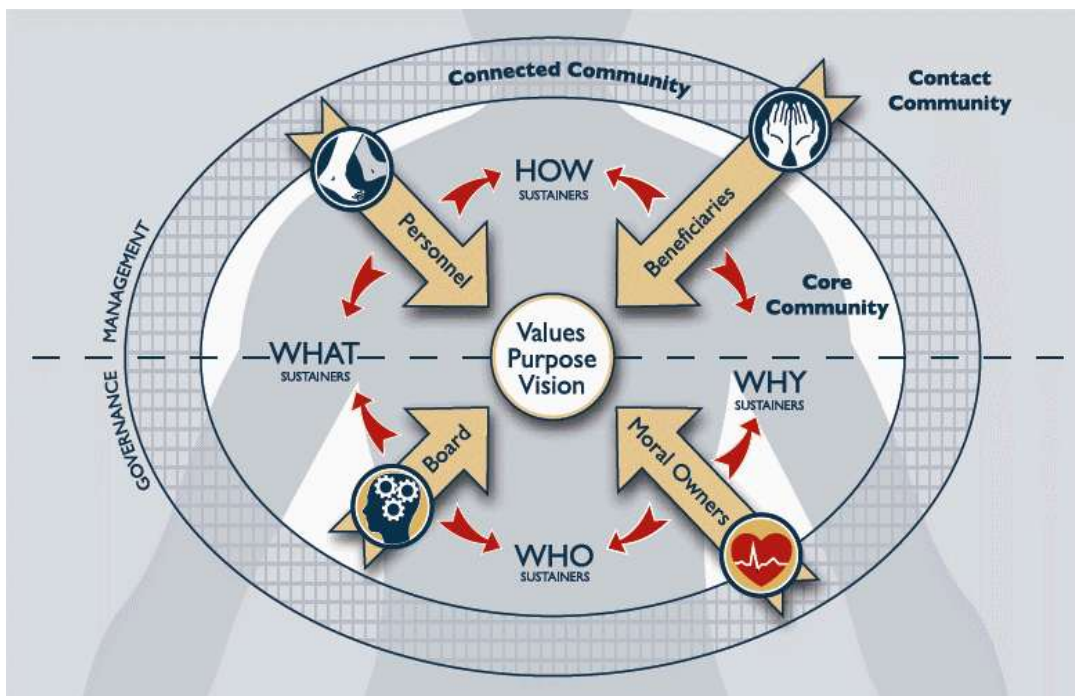 Connected Community
Contact
Community
HOW
SUSTAINERS
Personnel
Beneficiaries
MANAGEMENT
Core
Community
Values
Purpose
Vision
WHAT
SUSTAINERS
WHY
SUSTAINERS
GOVERNANCE
Board
Moral Owners
WHO
SUSTAINERS